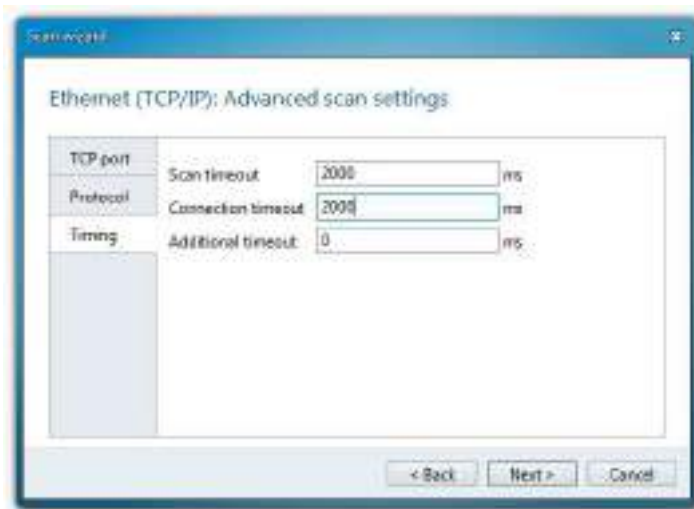 Scan wizard
Ethernet (TCP/IP): Advanced scan settings
TCP port
Protocol
Timing
Scan timeout 2000 ms
Connection timeout 2000 ms
Additional timeout 0 ms
< Back Next > Cancel